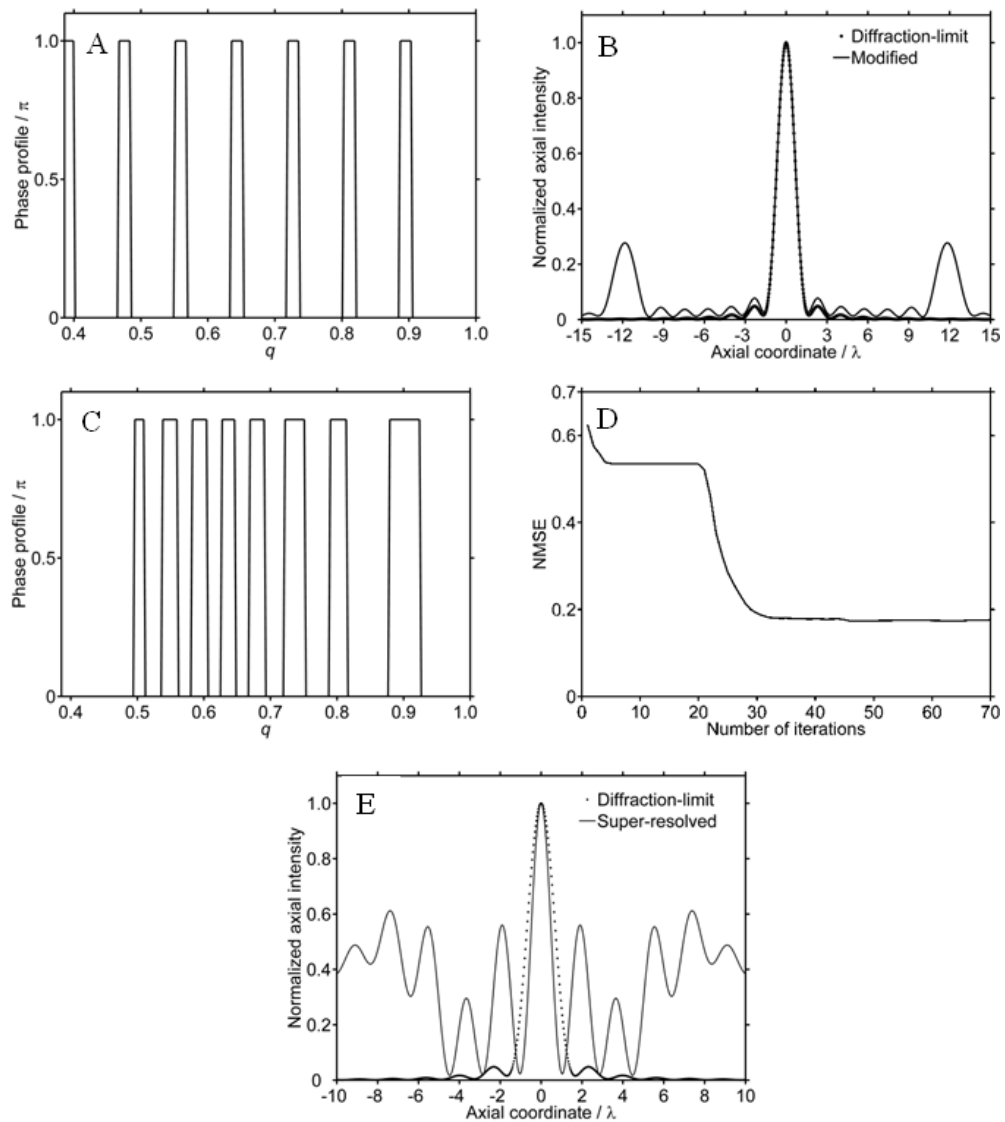 A
Phase profile / π
1.0
0.5
0
0.4 0.5 0.6 0.7 0.8 0.9 1.0
q
B
Diffraction-limit
Modified
Normalized axial intensity
1.0
0.8
0.6
0.4
0.2
0
-15 -12 -9 -6 -3 0 3 6 9 12 15
Axial coordinate / λ
C
Phase profile / π
1.0
0.5
0
0.4 0.5 0.6 0.7 0.8 0.9 1.0
q
D
NMSE
0.7
0.6
0.4
0.2
0
0 10 20 30 40 50 60 70
Number of iterations
E
Diffraction-limit
Super-resolved
Normalized axial intensity
1.0
0.8
0.6
0.4
0.2
0
-10 -8 -6 -4 -2 0 2 4 6 8 10
Axial coordinate / λ